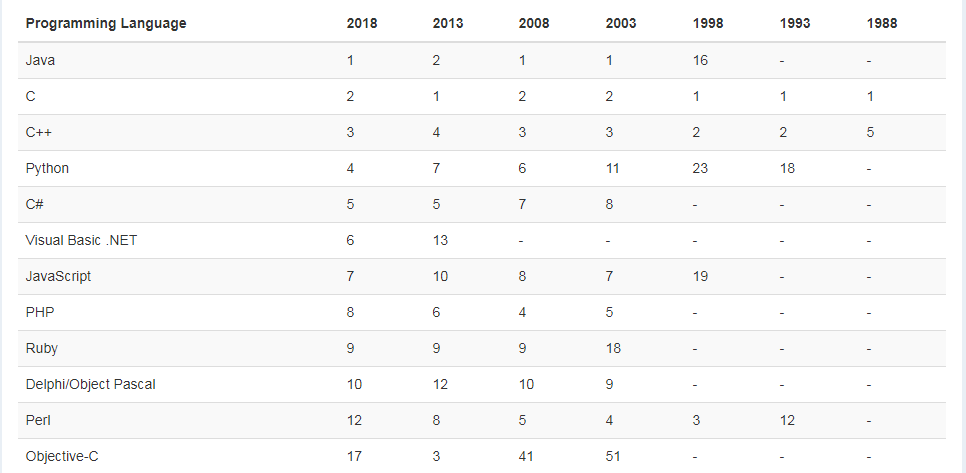 Programming Language 2018 2013 2008 2003 1998 1993 1988
Java 1 2 1 1 16 - -
C 2 1 2 2 1 1 1
C++ 3 4 3 3 2 2 5
Python 4 7 6 11 23 18 -
C# 5 5 7 8 - - -
Visual Basic .NET 6 13 - - - - -
JavaScript 7 10 8 7 19 - -
PHP 8 6 4 5 - - -
Ruby 9 9 9 18 - - -
Delphi/Object Pascal 10 12 10 9 - - -
Perl 12 8 5 4 3 12 -
Objective-C 17 3 41 51 - - -